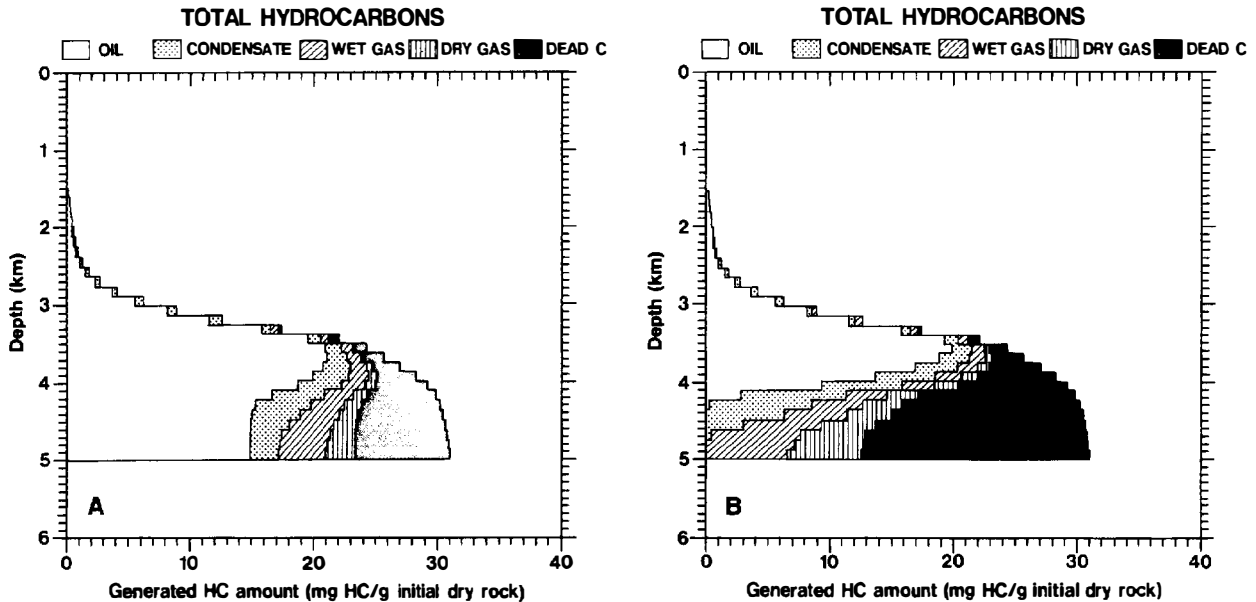 TOTAL HYDROCARBONS
OIL CONDENSATE WET GAS DRY GAS DEAD C
0
1
2
3
4
5
6
Depth (km)
A
0 10 20 30 40
Generated HC amount (mg HC/g initial dry rock)
TOTAL HYDROCARBONS
OIL CONDENSATE WET GAS DRY GAS DEAD C
0
1
2
3
4
5
6
Depth (km)
B
0 10 20 30 40
Generated HC amount (mg HC/g initial dry rock)